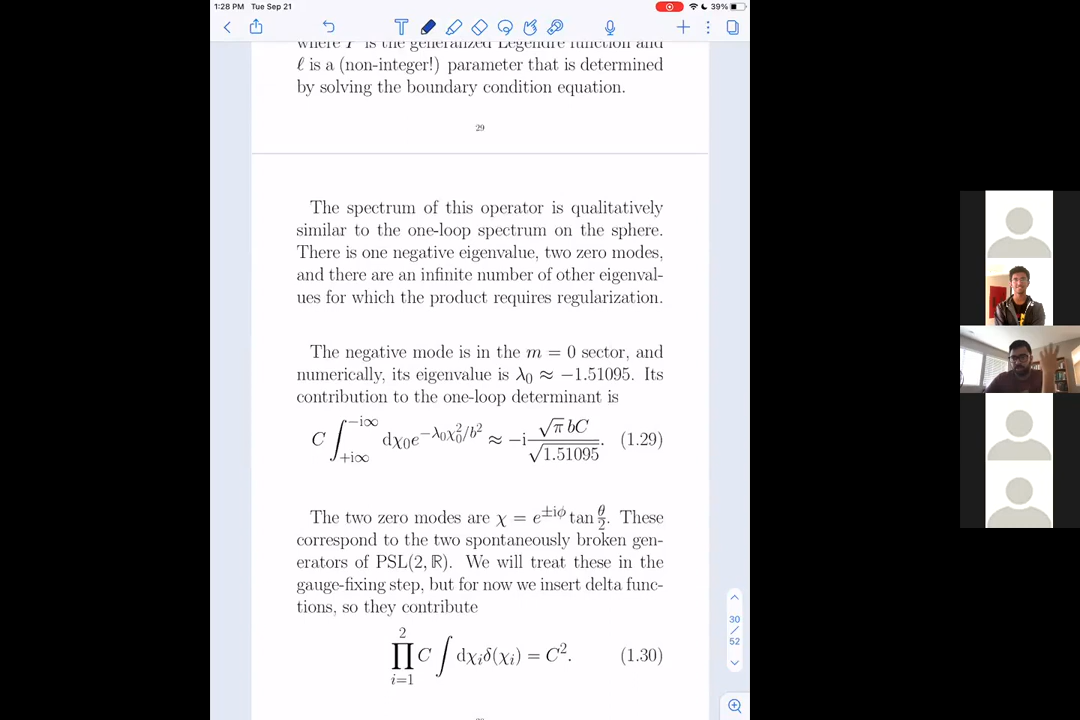 1:28 PM Tue Sep 21
39%
where P is the generalized Legendre function and
ℓ is a (non-integer!) parameter that is determined
by solving the boundary condition equation.
29
The spectrum of this operator is qualitatively
similar to the one-loop spectrum on the sphere.
There is one negative eigenvalue, two zero modes,
and there are an infinite number of other eigenval-
ues for which the product requires regularization.
The negative mode is in the m = 0 sector, and
numerically, its eigenvalue is λ₀ ≈ −1.51095. Its
contribution to the one-loop determinant is
C ∫_{+i∞}^{−i∞} dχ₀e^{−λ₀χ₀²/b²} ≈ −i √π bC / √1.51095. (1.29)
The two zero modes are χ = e^{±iϕ} tan θ/2. These
correspond to the two spontaneously broken gen-
erators of PSL(2, ℝ). We will treat these in the
gauge-fixing step, but for now we insert delta func-
tions, so they contribute
∏_{i=1}^{2} C ∫ dχᵢδ(χᵢ) = C². (1.30)
30
/
52